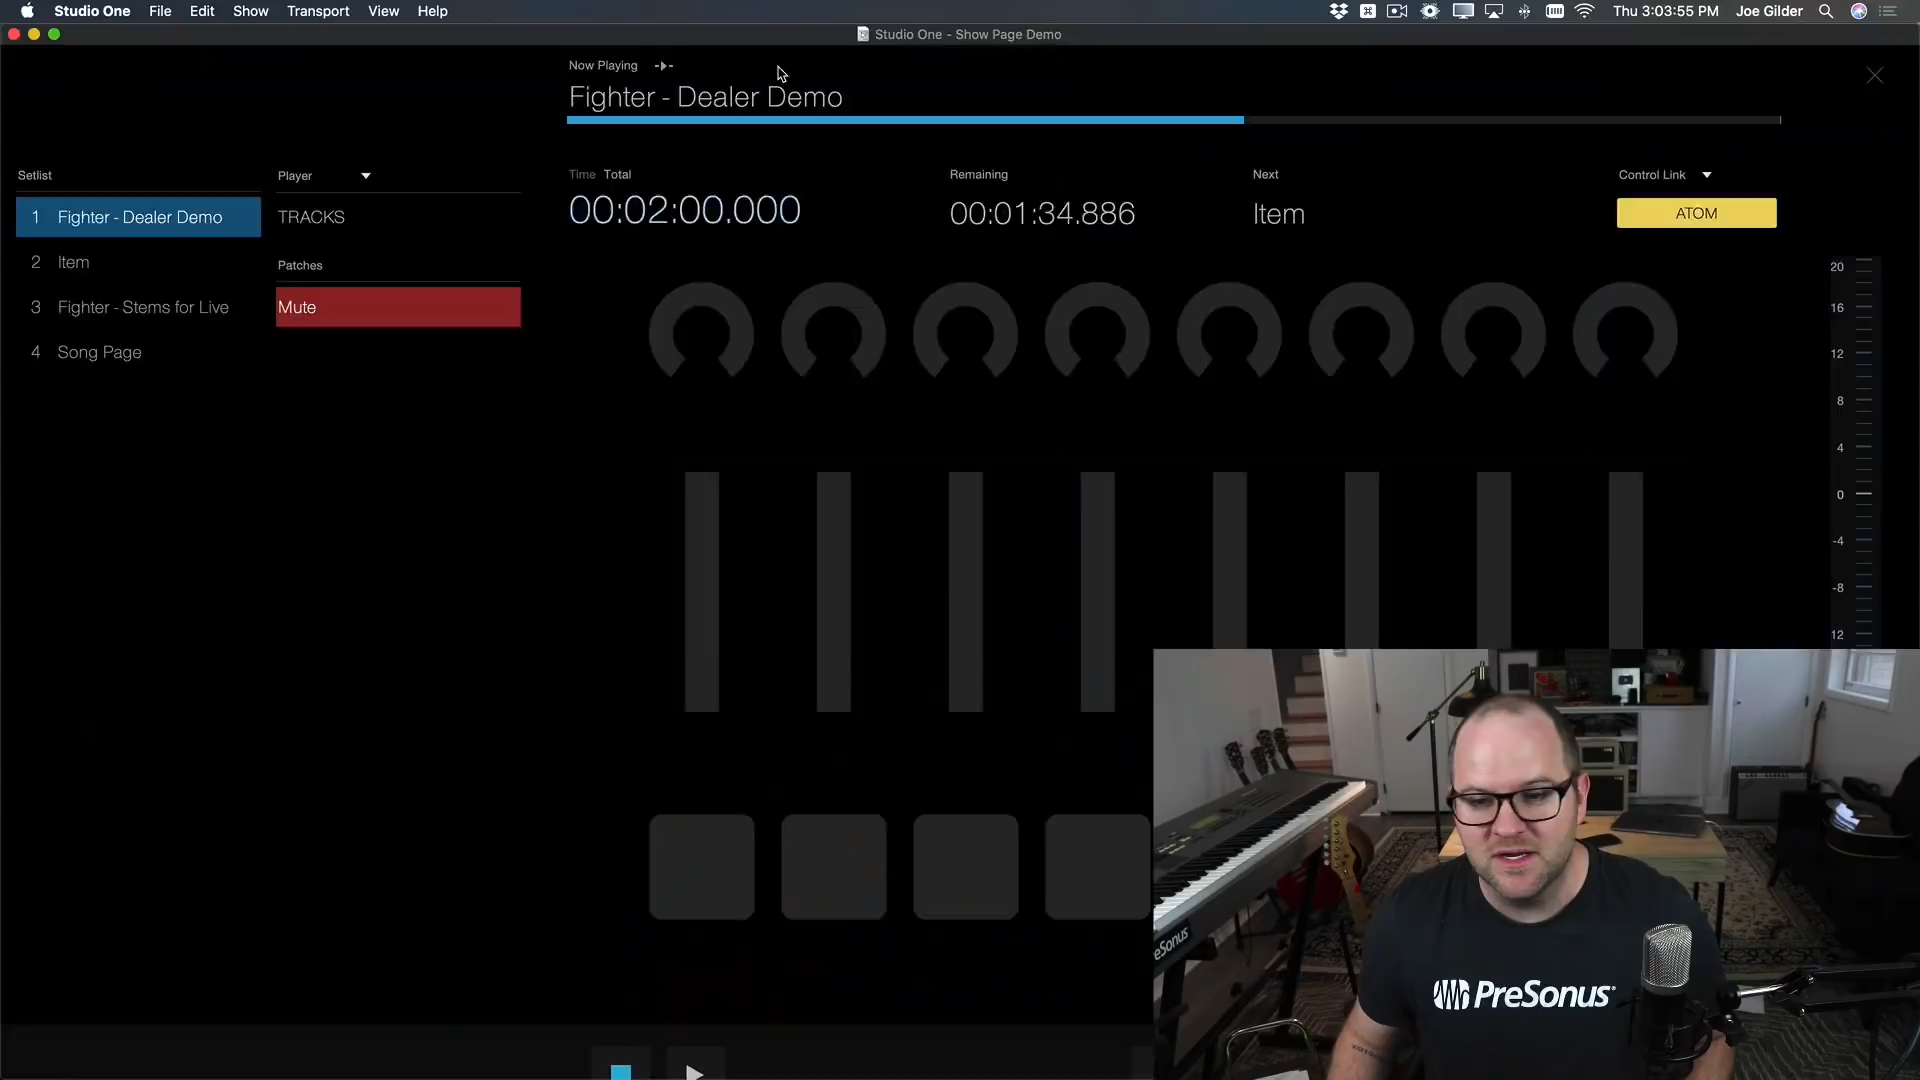 Studio One File Edit Show Transport View Help Thu 3:03:55 PM Joe Gilder
Studio One - Show Page Demo
Now Playing
Fighter - Dealer Demo
Setlist
1 Fighter - Dealer Demo
2 Item
3 Fighter - Stems for Live
4 Song Page
Player
TRACKS
Patches
Mute
Time Total
00:02:00.000
Remaining
00:01:34.886
Next
Item
Control Link
ATOM
20
16
12
8
4
0
-4
-8
12
PreSonus
PreSonus